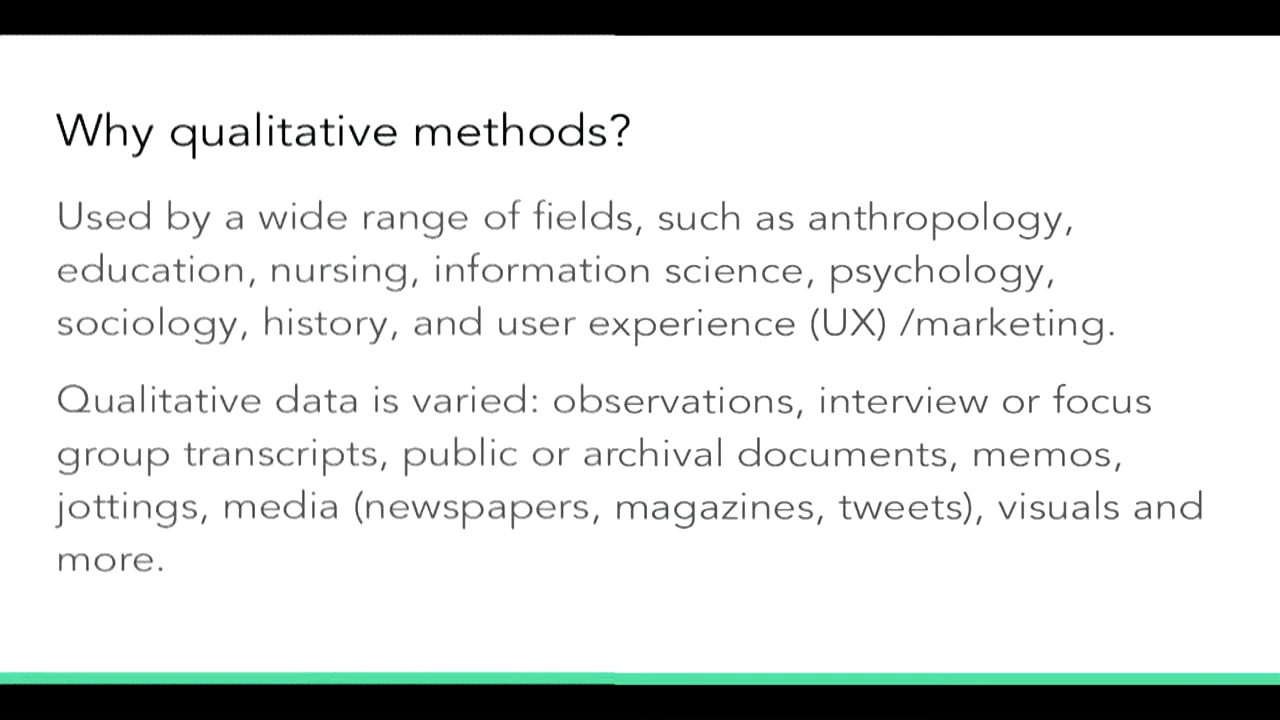 Why qualitative methods?
Used by a wide range of fields, such as anthropology,
education, nursing, information science, psychology,
sociology, history, and user experience (UX) /marketing.
Qualitative data is varied: observations, interview or focus
group transcripts, public or archival documents, memos,
jottings, media (newspapers, magazines, tweets), visuals and
more.